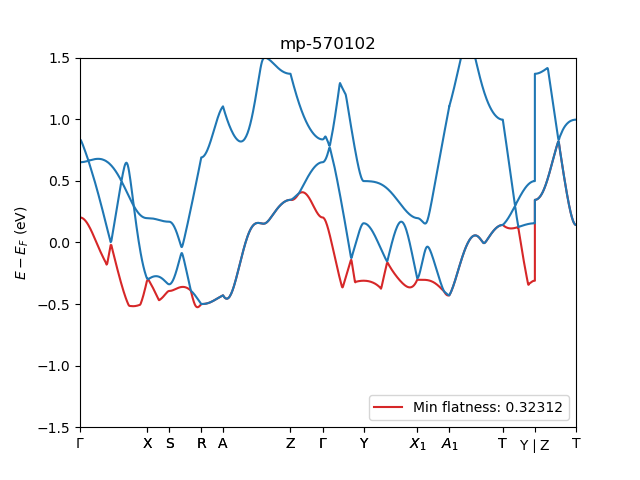 mp-570102
1.5
1.0
0.5
0.0
−0.5
−1.0
−1.5
E − E_F (eV)
Min flatness: 0.32312
Γ X S R A Z Γ Y X₁ A₁ T Y | Z T